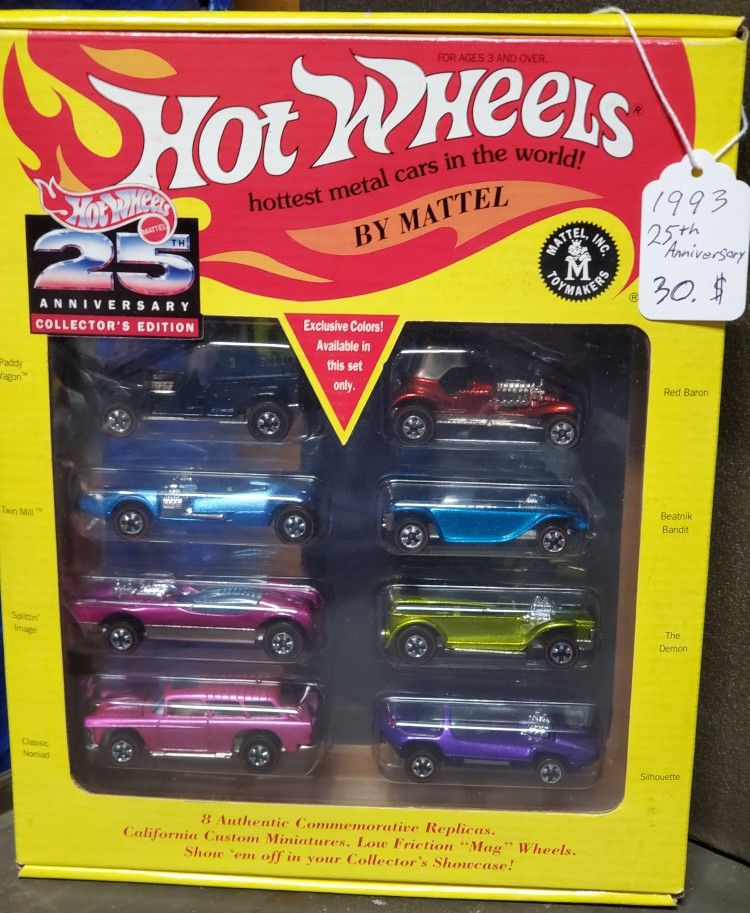 FOR AGES 3 AND OVER.
Hot Wheels®
hottest metal cars in the world!
BY MATTEL
Hot Wheels
MATTEL
25TH
ANNIVERSARY
COLLECTOR'S EDITION
MATTEL, INC.
M
TOYMAKERS
®
1993
25th
Anniversary
30. $
Exclusive Colors!
Available in
this set
only.
Paddy
Wagon™
Red Baron
Twin Mill™
Beatnik
Bandit
Splittin'
Image
The
Demon
Classic
Nomad
Silhouette
8 Authentic Commemorative Replicas.
California Custom Miniatures. Low Friction "Mag" Wheels.
Show 'em off in your Collector's Showcase!